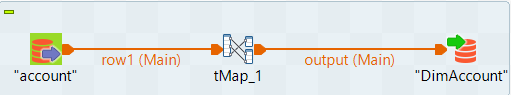 row1 (Main)
output (Main)
"account"
tMap_1
"DimAccount"